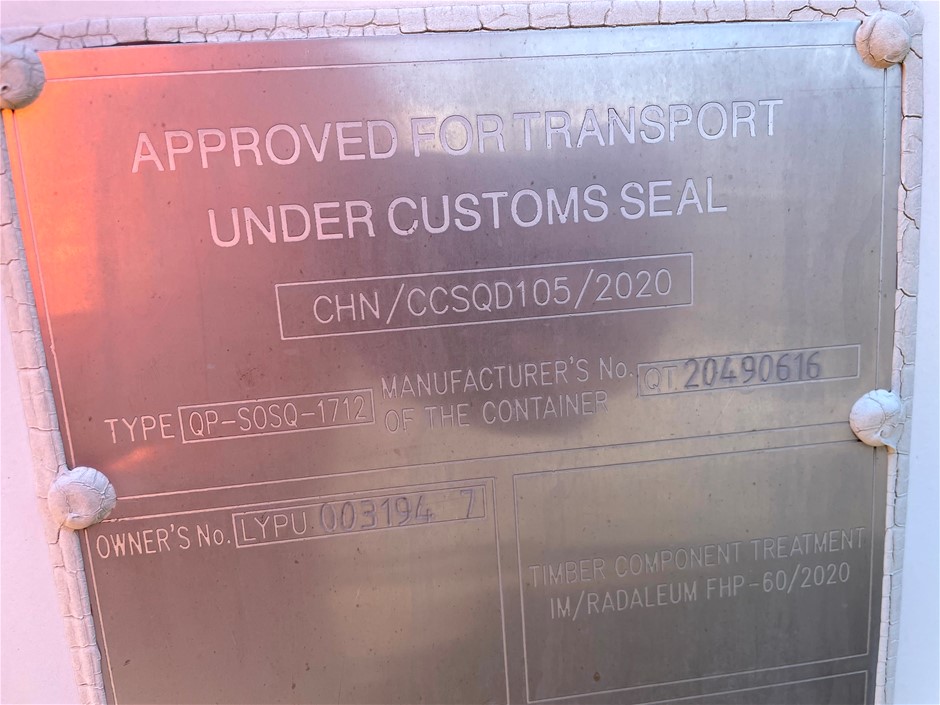 APPROVED FOR TRANSPORT
UNDER CUSTOMS SEAL
CHN/CCSQD105/2020
TYPE QP-SOSQ-1712 MANUFACTURER'S No. QT. 20490616
OF THE CONTAINER
OWNER'S No. LYPU 003194 7
TIMBER COMPONENT TREATMENT
IM/RADALEUM FHP-60/2020